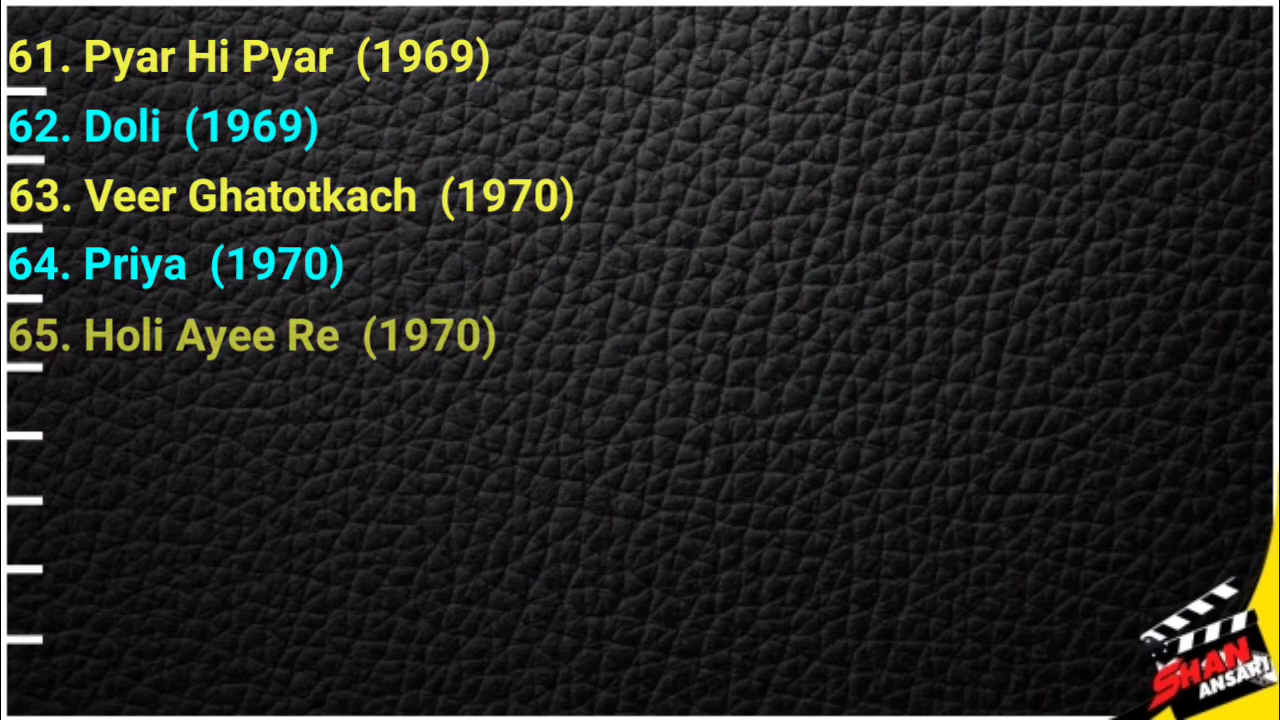 61. Pyar Hi Pyar (1969)
62. Doli (1969)
63. Veer Ghatotkach (1970)
64. Priya (1970)
65. Holi Ayee Re (1970)
SHAN
ANSARI